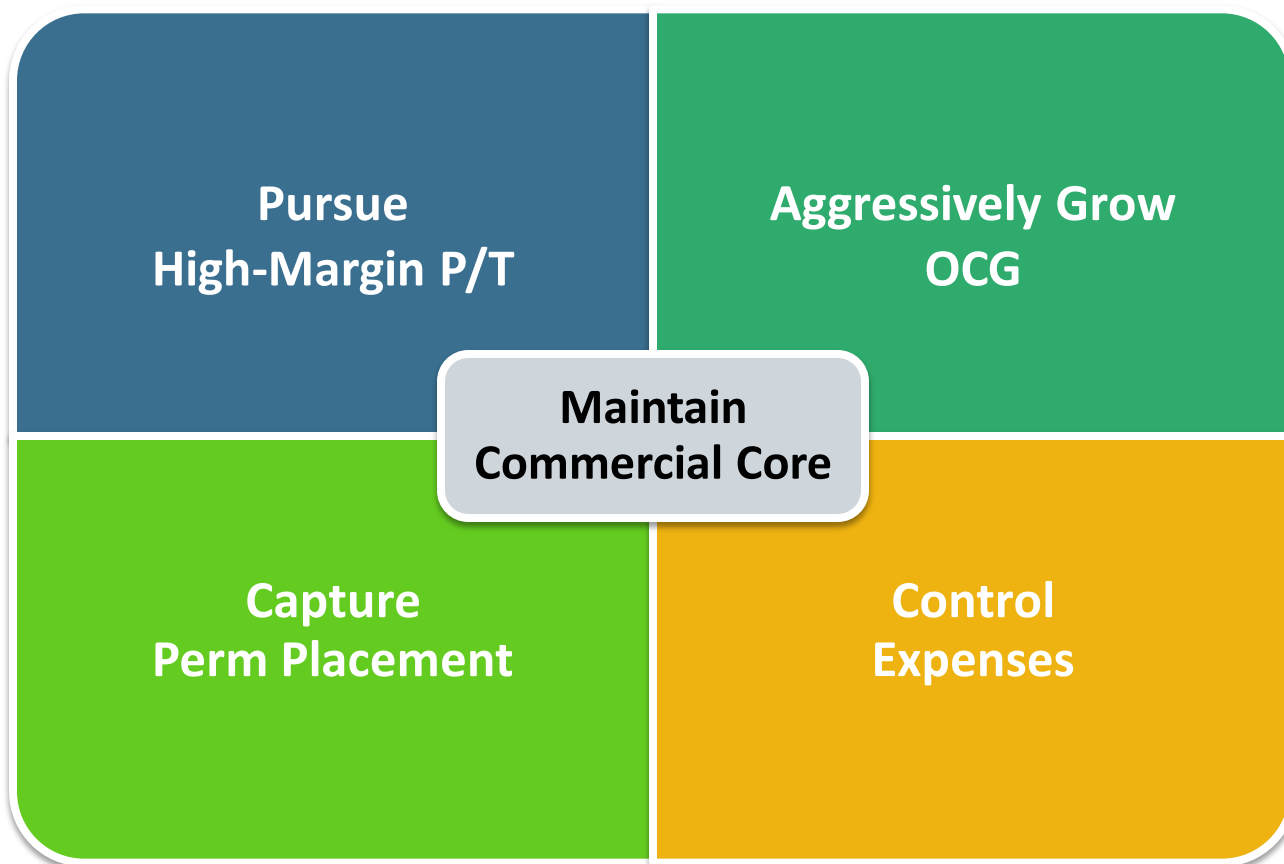 Pursue
High-Margin P/T
Aggressively Grow
OCG
Maintain
Commercial Core
Capture
Perm Placement
Control
Expenses